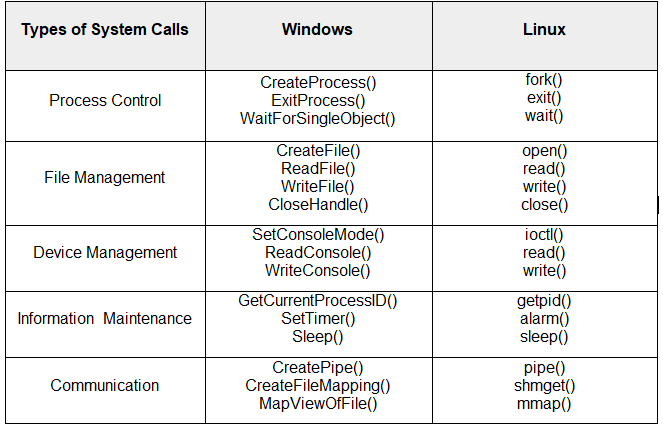 Types of System Calls Windows Linux
Process Control
CreateProcess()
ExitProcess()
WaitForSingleObject()
fork()
exit()
wait()
File Management
CreateFile()
ReadFile()
WriteFile()
CloseHandle()
open()
read()
write()
close()
Device Management
SetConsoleMode()
ReadConsole()
WriteConsole()
ioctl()
read()
write()
Information Maintenance
GetCurrentProcessID()
SetTimer()
Sleep()
getpid()
alarm()
sleep()
Communication
CreatePipe()
CreateFileMapping()
MapViewOfFile()
pipe()
shmget()
mmap()